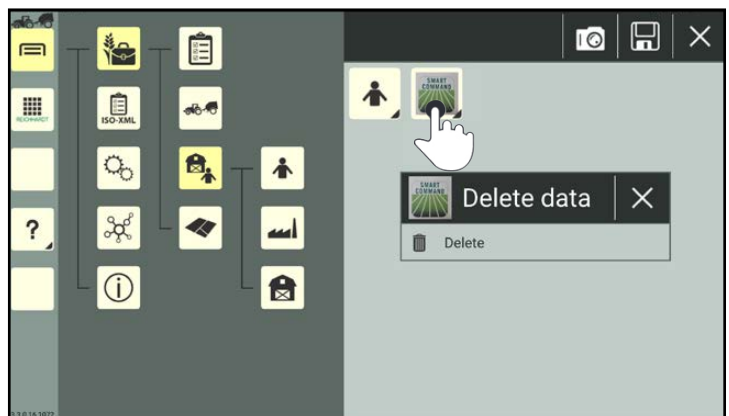 SMART
COMMAND
REICHHARDT
ISO-XML
SMART
COMMAND
Delete data
Delete
?
i